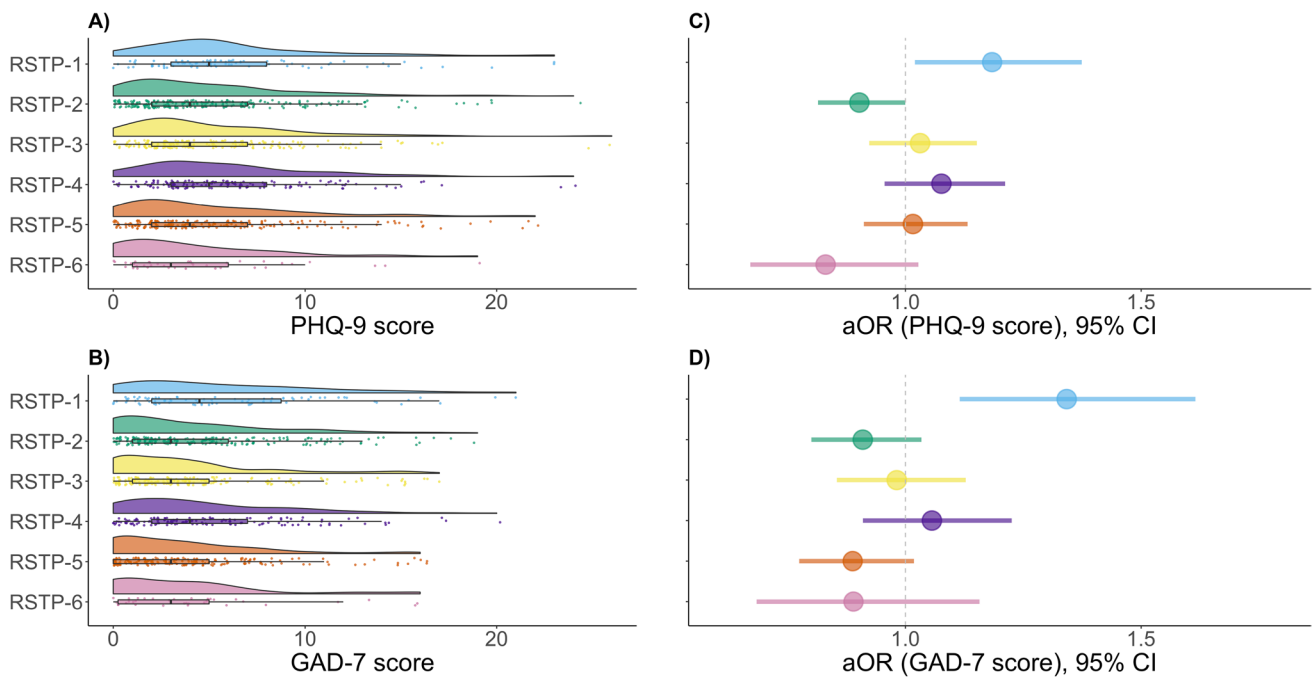 A)
RSTP-1
RSTP-2
RSTP-3
RSTP-4
RSTP-5
RSTP-6
0 10 20
PHQ-9 score
C)
1.0 1.5
aOR (PHQ-9 score), 95% CI
B)
RSTP-1
RSTP-2
RSTP-3
RSTP-4
RSTP-5
RSTP-6
0 10 20
GAD-7 score
D)
1.0 1.5
aOR (GAD-7 score), 95% CI